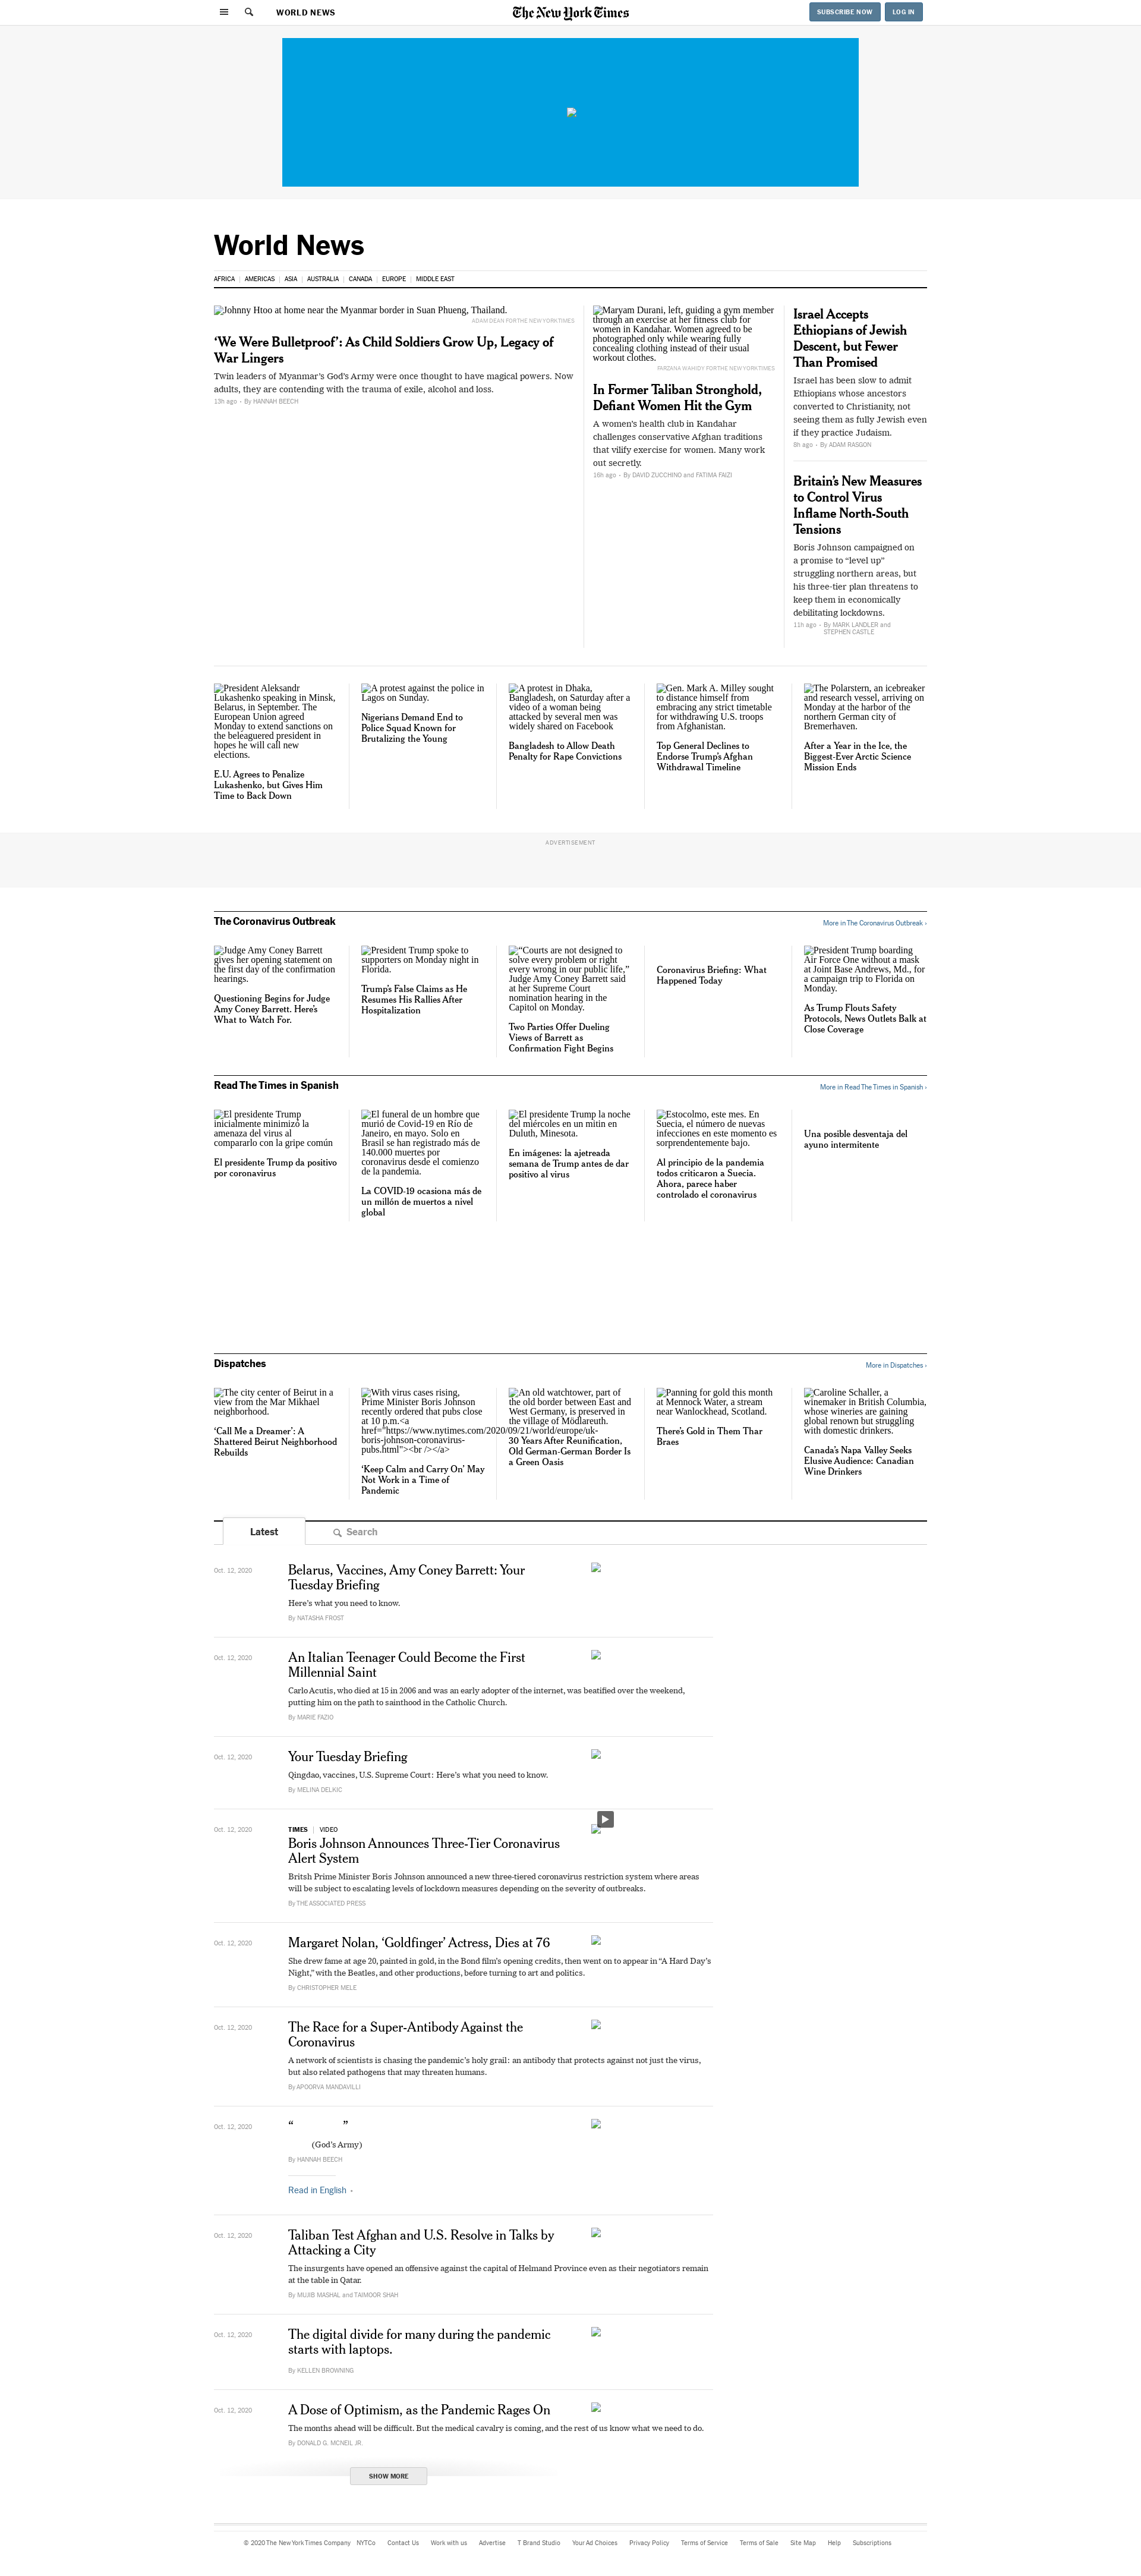 WORLD NEWS
The New York Times
SUBSCRIBE NOW
LOG IN
World News
AFRICA
AMERICAS
ASIA
AUSTRALIA
CANADA
EUROPE
MIDDLE EAST
Johnny Htoo at home near the Myanmar border in Suan Phueng, Thailand.
ADAM DEAN FOR THE NEW YORK TIMES
‘We Were Bulletproof’: As Child Soldiers Grow Up, Legacy of
War Lingers
Twin leaders of Myanmar’s God’s Army were once thought to have magical powers. Now
adults, they are contending with the trauma of exile, alcohol and loss.
13h ago • By HANNAH BEECH
Maryam Durani, left, guiding a gym member
through an exercise at her fitness club for
women in Kandahar. Women agreed to be
photographed only while wearing fully
concealing clothing instead of their usual
workout clothes.
FARZANA WAHIDY FOR THE NEW YORK TIMES
In Former Taliban Stronghold,
Defiant Women Hit the Gym
A women’s health club in Kandahar
challenges conservative Afghan traditions
that vilify exercise for women. Many work
out secretly.
16h ago • By DAVID ZUCCHINO and FATIMA FAIZI
Israel Accepts
Ethiopians of Jewish
Descent, but Fewer
Than Promised
Israel has been slow to admit
Ethiopians whose ancestors
converted to Christianity, not
seeing them as fully Jewish even
if they practice Judaism.
8h ago • By ADAM RASGON
Britain’s New Measures
to Control Virus
Inflame North-South
Tensions
Boris Johnson campaigned on
a promise to “level up”
struggling northern areas, but
his three-tier plan threatens to
keep them in economically
debilitating lockdowns.
11h ago • By MARK LANDLER and
STEPHEN CASTLE
President Aleksandr
Lukashenko speaking in Minsk,
Belarus, in September. The
European Union agreed
Monday to extend sanctions on
the beleaguered president in
hopes he will call new
elections.
E.U. Agrees to Penalize
Lukashenko, but Gives Him
Time to Back Down
A protest against the police in
Lagos on Sunday.
Nigerians Demand End to
Police Squad Known for
Brutalizing the Young
A protest in Dhaka,
Bangladesh, on Saturday after a
video of a woman being
attacked by several men was
widely shared on Facebook
Bangladesh to Allow Death
Penalty for Rape Convictions
Gen. Mark A. Milley sought
to distance himself from
embracing any strict timetable
for withdrawing U.S. troops
from Afghanistan.
Top General Declines to
Endorse Trump’s Afghan
Withdrawal Timeline
The Polarstern, an icebreaker
and research vessel, arriving on
Monday at the harbor of the
northern German city of
Bremerhaven.
After a Year in the Ice, the
Biggest-Ever Arctic Science
Mission Ends
ADVERTISEMENT
The Coronavirus Outbreak
More in The Coronavirus Outbreak ›
Judge Amy Coney Barrett
gives her opening statement on
the first day of the confirmation
hearings.
Questioning Begins for Judge
Amy Coney Barrett. Here’s
What to Watch For.
President Trump spoke to
supporters on Monday night in
Florida.
Trump’s False Claims as He
Resumes His Rallies After
Hospitalization
“Courts are not designed to
solve every problem or right
every wrong in our public life,”
Judge Amy Coney Barrett said
at her Supreme Court
nomination hearing in the
Capitol on Monday.
Two Parties Offer Dueling
Views of Barrett as
Confirmation Fight Begins
Coronavirus Briefing: What
Happened Today
President Trump boarding
Air Force One without a mask
at Joint Base Andrews, Md., for
a campaign trip to Florida on
Monday.
As Trump Flouts Safety
Protocols, News Outlets Balk at
Close Coverage
Read The Times in Spanish
More in Read The Times in Spanish ›
El presidente Trump
inicialmente minimizó la
amenaza del virus al
compararlo con la gripe común
El presidente Trump da positivo
por coronavirus
El funeral de un hombre que
murió de Covid-19 en Río de
Janeiro, en mayo. Solo en
Brasil se han registrado más de
140.000 muertes por
coronavirus desde el comienzo
de la pandemia.
La COVID-19 ocasiona más de
un millón de muertos a nivel
global
El presidente Trump la noche
del miércoles en un mitin en
Duluth, Minesota.
En imágenes: la ajetreada
semana de Trump antes de dar
positivo al virus
Estocolmo, este mes. En
Suecia, el número de nuevas
infecciones en este momento es
sorprendentemente bajo.
Al principio de la pandemia
todos criticaron a Suecia.
Ahora, parece haber
controlado el coronavirus
Una posible desventaja del
ayuno intermitente
Dispatches
More in Dispatches ›
The city center of Beirut in a
view from the Mar Mikhael
neighborhood.
‘Call Me a Dreamer’: A
Shattered Beirut Neighborhood
Rebuilds
With virus cases rising,
Prime Minister Boris Johnson
recently ordered that pubs close
at 10 p.m.<a
href="https://www.nytimes.com/2020/09/21/world/europe/uk-
boris-johnson-coronavirus-
pubs.html"><br /></a>
‘Keep Calm and Carry On’ May
Not Work in a Time of
Pandemic
An old watchtower, part of
the old border between East and
West Germany, is preserved in
the village of Mödlareuth.
30 Years After Reunification,
Old German-German Border Is
a Green Oasis
Panning for gold this month
at Mennock Water, a stream
near Wanlockhead, Scotland.
There’s Gold in Them Thar
Braes
Caroline Schaller, a
winemaker in British Columbia,
whose wineries are gaining
global renown but struggling
with domestic drinkers.
Canada’s Napa Valley Seeks
Elusive Audience: Canadian
Wine Drinkers
Latest
Search
Oct. 12, 2020
Belarus, Vaccines, Amy Coney Barrett: Your
Tuesday Briefing
Here’s what you need to know.
By NATASHA FROST
Oct. 12, 2020
An Italian Teenager Could Become the First
Millennial Saint
Carlo Acutis, who died at 15 in 2006 and was an early adopter of the internet, was beatified over the weekend,
putting him on the path to sainthood in the Catholic Church.
By MARIE FAZIO
Oct. 12, 2020
Your Tuesday Briefing
Qingdao, vaccines, U.S. Supreme Court: Here’s what you need to know.
By MELINA DELKIC
Oct. 12, 2020
TIMES | VIDEO
Boris Johnson Announces Three-Tier Coronavirus
Alert System
Britsh Prime Minister Boris Johnson announced a new three-tiered coronavirus restriction system where areas
will be subject to escalating levels of lockdown measures depending on the severity of outbreaks.
By THE ASSOCIATED PRESS
Oct. 12, 2020
Margaret Nolan, ‘Goldfinger’ Actress, Dies at 76
She drew fame at age 20, painted in gold, in the Bond film’s opening credits, then went on to appear in “A Hard Day’s
Night,” with the Beatles, and other productions, before turning to art and politics.
By CHRISTOPHER MELE
Oct. 12, 2020
The Race for a Super-Antibody Against the
Coronavirus
A network of scientists is chasing the pandemic’s holy grail: an antibody that protects against not just the virus,
but also related pathogens that may threaten humans.
By APOORVA MANDAVILLI
Oct. 12, 2020
“ ”
(God’s Army)
By HANNAH BEECH
Read in English
Oct. 12, 2020
Taliban Test Afghan and U.S. Resolve in Talks by
Attacking a City
The insurgents have opened an offensive against the capital of Helmand Province even as their negotiators remain
at the table in Qatar.
By MUJIB MASHAL and TAIMOOR SHAH
Oct. 12, 2020
The digital divide for many during the pandemic
starts with laptops.
By KELLEN BROWNING
Oct. 12, 2020
A Dose of Optimism, as the Pandemic Rages On
The months ahead will be difficult. But the medical cavalry is coming, and the rest of us know what we need to do.
By DONALD G. MCNEIL JR.
SHOW MORE
© 2020 The New York Times Company
NYTCo
Contact Us
Work with us
Advertise
T Brand Studio
Your Ad Choices
Privacy Policy
Terms of Service
Terms of Sale
Site Map
Help
Subscriptions